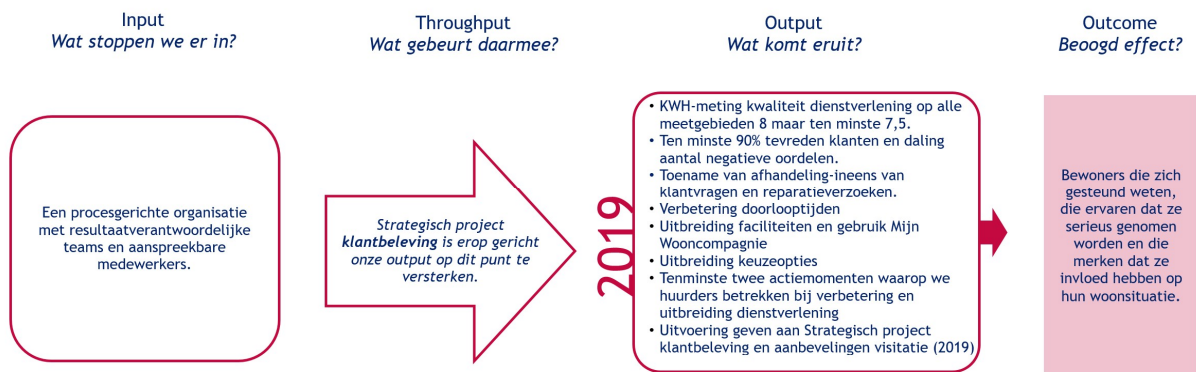 Input
Wat stoppen we er in?
Throughput
Wat gebeurt daarmee?
Output
Wat komt eruit?
Outcome
Beoogd effect?
Een procesgerichte organisatie
met resultaatverantwoordelijke
teams en aanspreekbare
medewerkers.
Strategisch project
klantbeleving is erop gericht
onze output op dit punt te
versterken.
2019
• KWH-meting kwaliteit dienstverlening op alle
meetgebieden 8 maar ten minste 7,5.
• Ten minste 90% tevreden klanten en daling
aantal negatieve oordelen.
• Toename van afhandeling-ineens van
klantvragen en reparatieverzoeken.
• Verbetering doorlooptijden
• Uitbreiding faciliteiten en gebruik Mijn
Wooncompagnie
• Uitbreiding keuzeopties
• Tenminste twee actiemomenten waarop we
huurders betrekken bij verbetering en
uitbreiding dienstverlening
• Uitvoering geven aan Strategisch project
klantbeleving en aanbevelingen visitatie (2019)
Bewoners die zich
gesteund weten,
die ervaren dat ze
serieus genomen
worden en die
merken dat ze
invloed hebben op
hun woonsituatie.